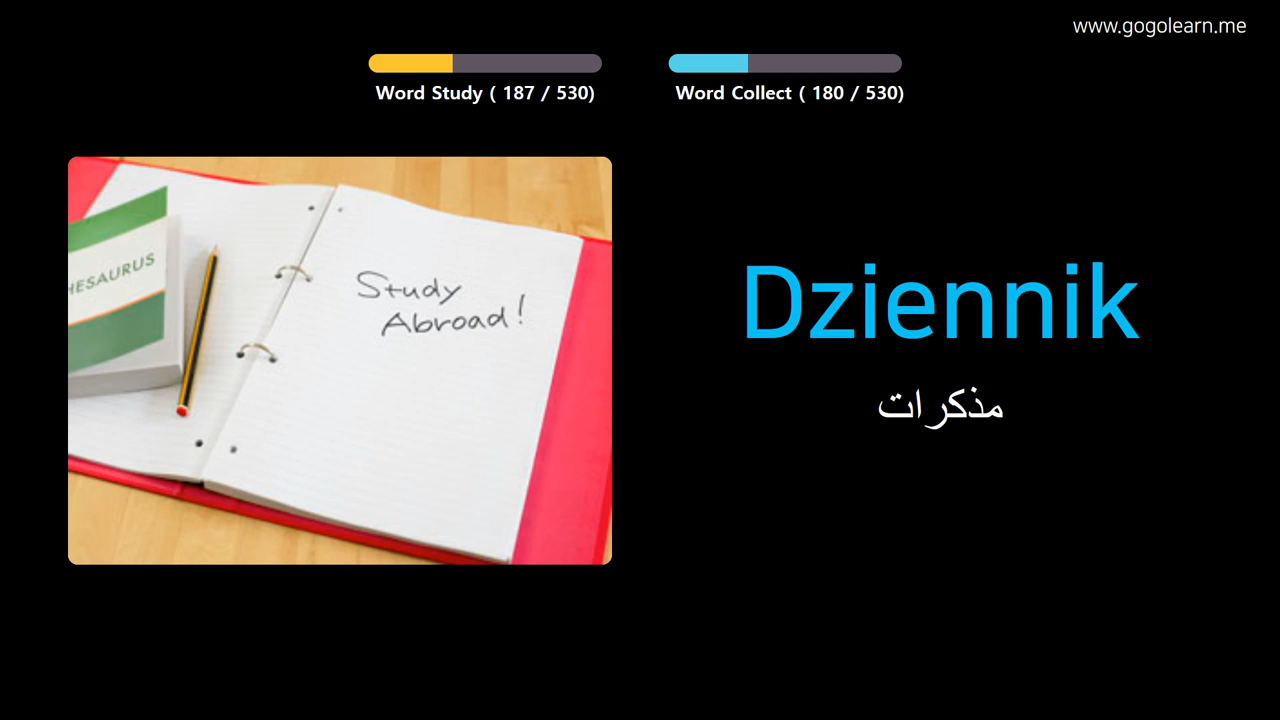 www.gogolearn.me
Word Study ( 187 / 530)
Word Collect ( 180 / 530)
HESAURUS
Study
Abroad!
Dziennik
مذكرات